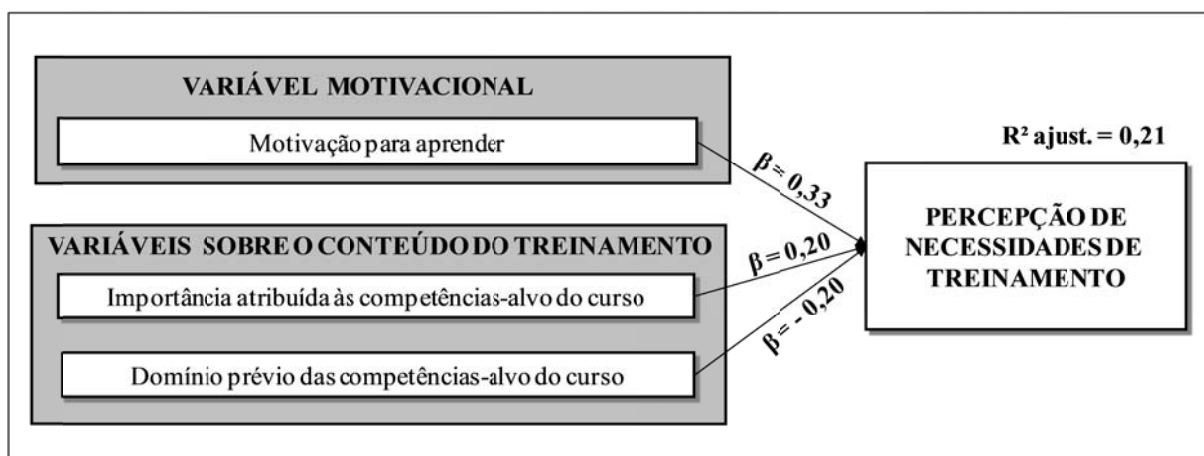 VARIÁVEL MOTIVACIONAL
Motivação para aprender
VARIÁVEIS SOBRE O CONTEÚDO DO TREINAMENTO
Importância atribuída às competências-alvo do curso
Domínio prévio das competências-alvo do curso
β = 0,33
β = 0,20
β = - 0,20
R² ajust. = 0,21
PERCEPÇÃO DE
NECESSIDADES DE
TREINAMENTO